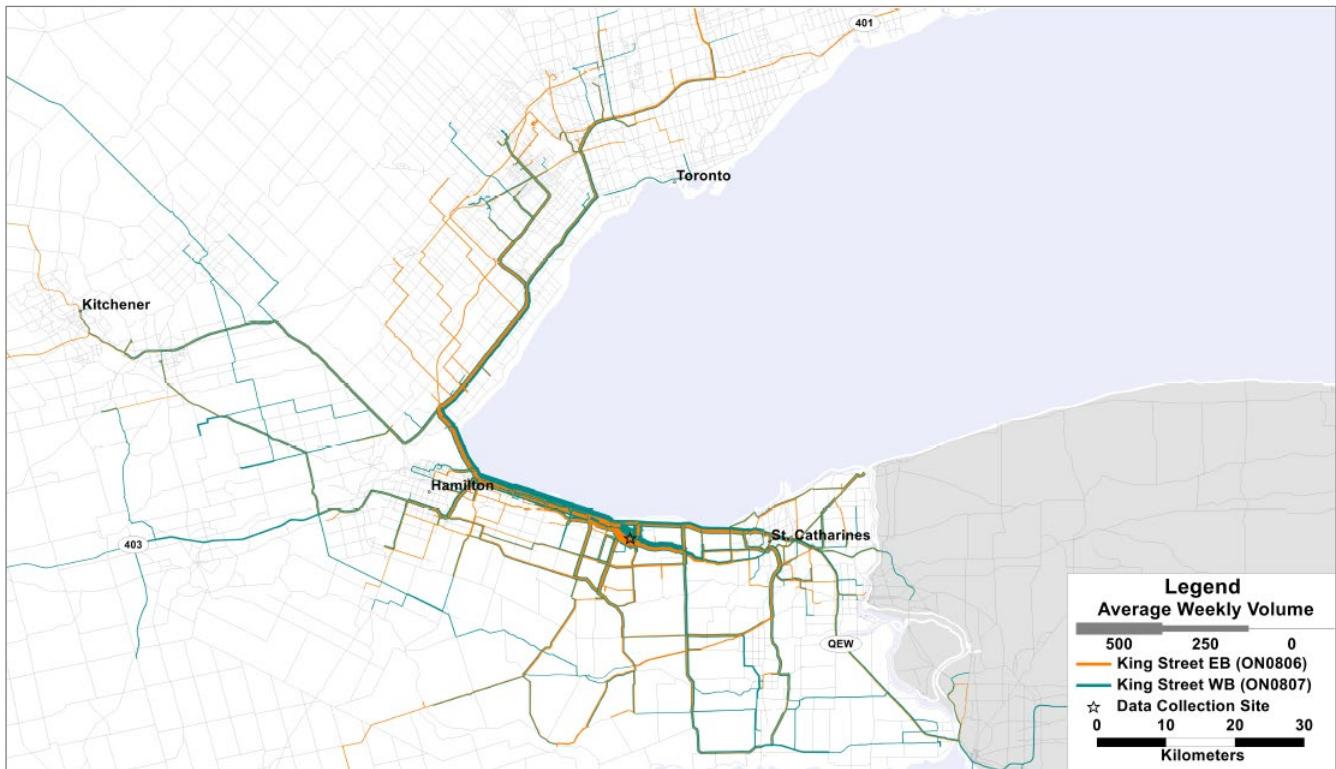 401
Toronto
Kitchener
Hamilton
403
St. Catharines
QEW
Legend
Average Weekly Volume
500 250 0
King Street EB (ON0806)
King Street WB (ON0807)
Data Collection Site
0 10 20 30
Kilometers